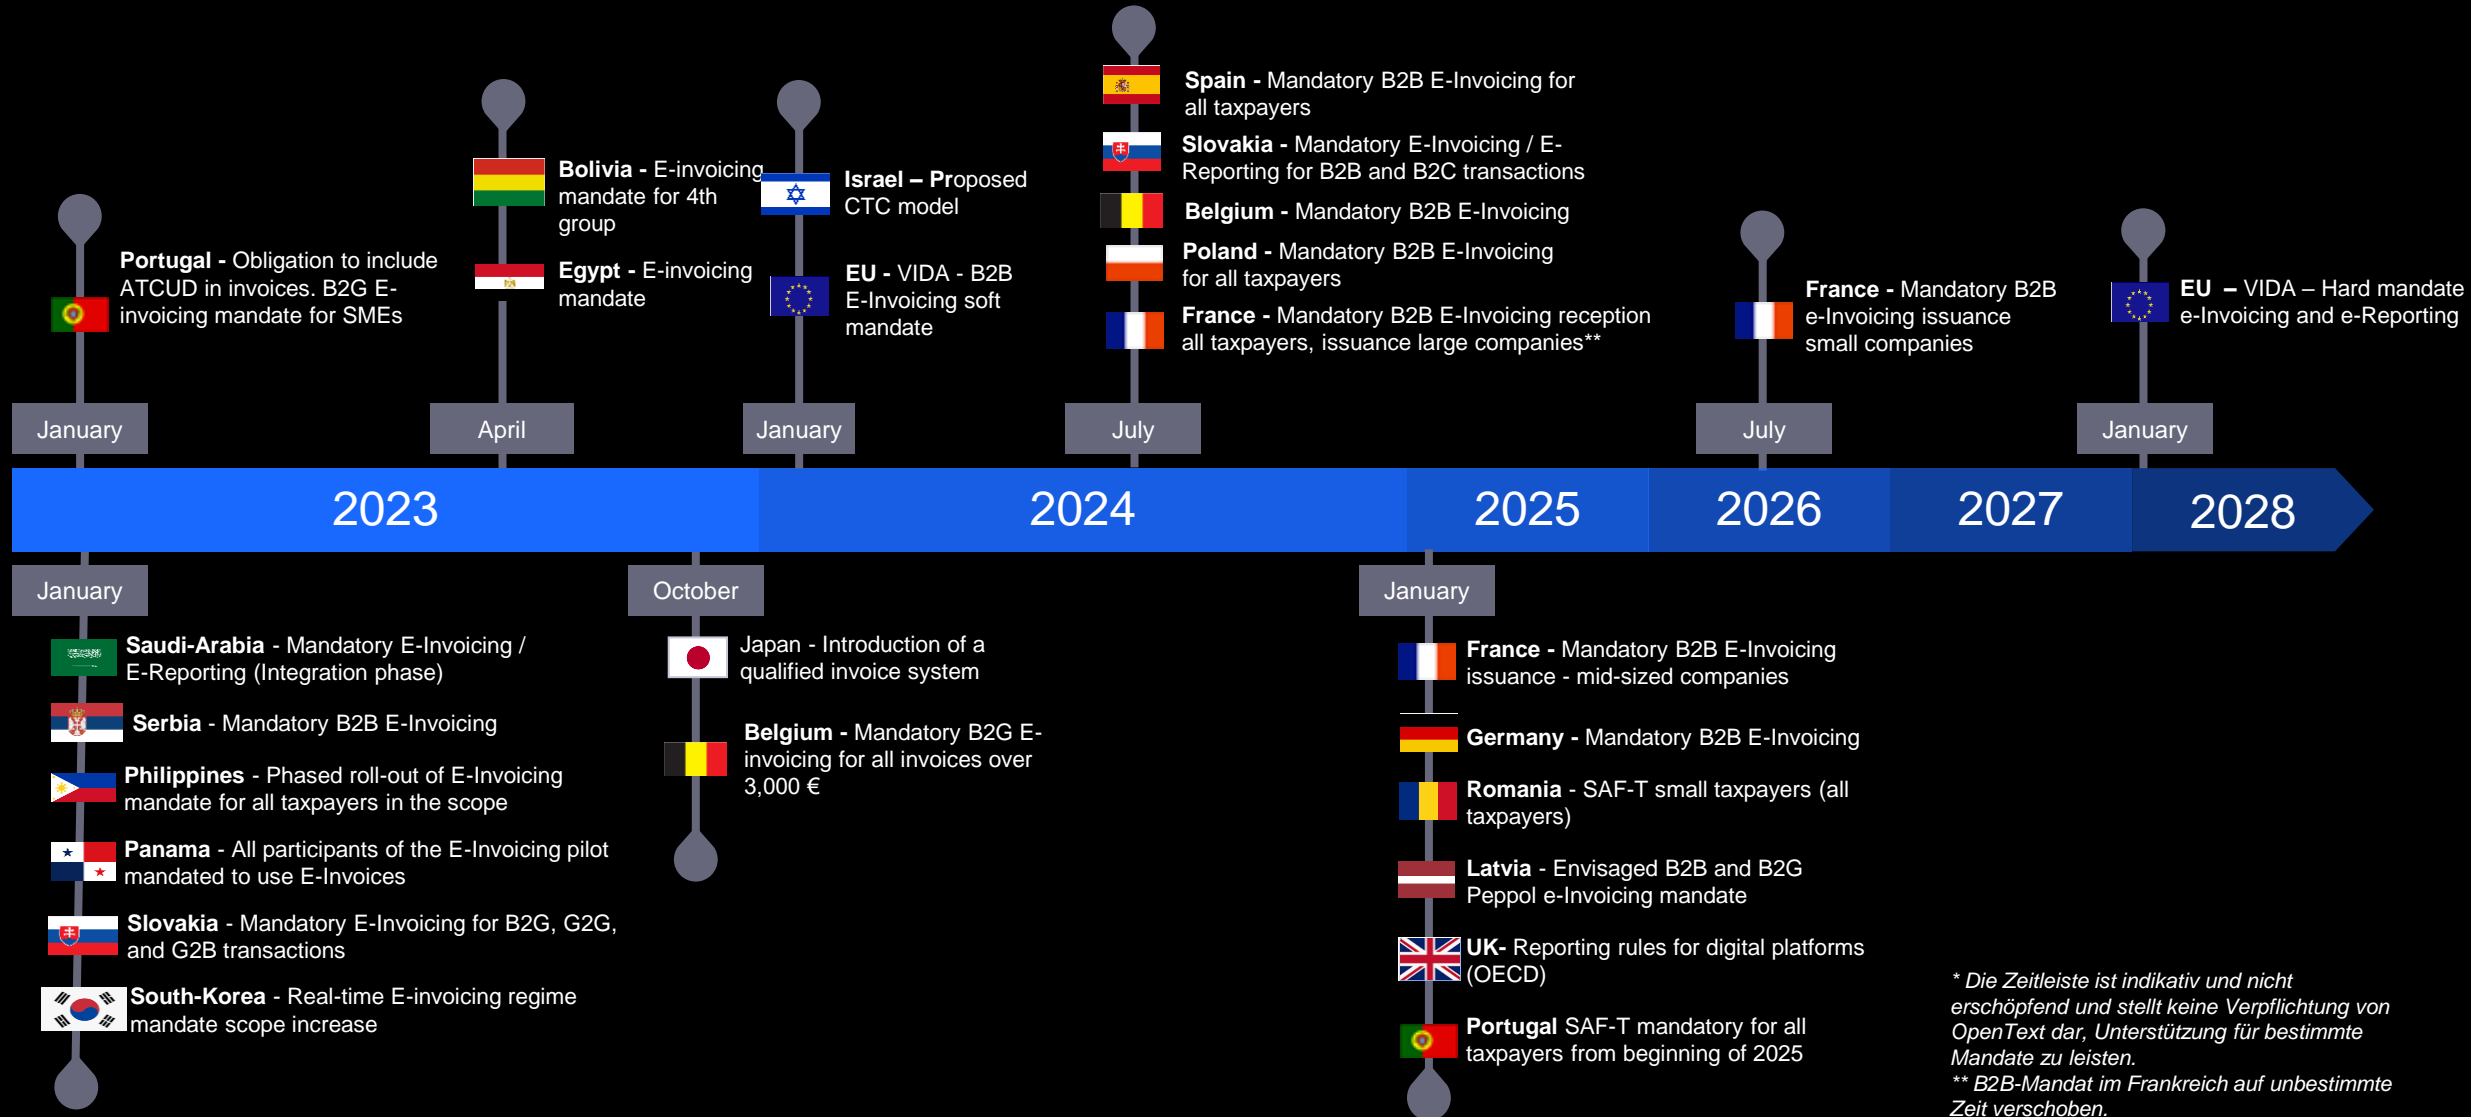 Portugal - Obligation to include
ATCUD in invoices. B2G E-
invoicing mandate for SMEs
January
Bolivia - E-invoicing
mandate for 4th
group
Egypt - E-invoicing
mandate
April
Israel – Proposed
CTC model
EU - VIDA - B2B
E-Invoicing soft
mandate
January
Spain - Mandatory B2B E-Invoicing for
all taxpayers
Slovakia - Mandatory E-Invoicing / E-
Reporting for B2B and B2C transactions
Belgium - Mandatory B2B E-Invoicing
Poland - Mandatory B2B E-Invoicing
for all taxpayers
France - Mandatory B2B E-Invoicing reception
all taxpayers, issuance large companies**
July
France - Mandatory B2B
e-Invoicing issuance
small companies
July
EU – VIDA – Hard mandate
e-Invoicing and e-Reporting
January
2023
2024
2025
2026
2027
2028
January
Saudi-Arabia - Mandatory E-Invoicing /
E-Reporting (Integration phase)
Serbia - Mandatory B2B E-Invoicing
Philippines - Phased roll-out of E-Invoicing
mandate for all taxpayers in the scope
Panama - All participants of the E-Invoicing pilot
mandated to use E-Invoices
Slovakia - Mandatory E-Invoicing for B2G, G2G,
and G2B transactions
South-Korea - Real-time E-invoicing regime
mandate scope increase
October
Japan - Introduction of a
qualified invoice system
Belgium - Mandatory B2G E-
invoicing for all invoices over
3,000 €
January
France - Mandatory B2B E-Invoicing
issuance - mid-sized companies
Germany - Mandatory B2B E-Invoicing
Romania - SAF-T small taxpayers (all
taxpayers)
Latvia - Envisaged B2B and B2G
Peppol e-Invoicing mandate
UK- Reporting rules for digital platforms
(OECD)
Portugal SAF-T mandatory for all
taxpayers from beginning of 2025
* Die Zeitleiste ist indikativ und nicht
erschöpfend und stellt keine Verpflichtung von
OpenText dar, Unterstützung für bestimmte
Mandate zu leisten.
** B2B-Mandat im Frankreich auf unbestimmte
Zeit verschoben.